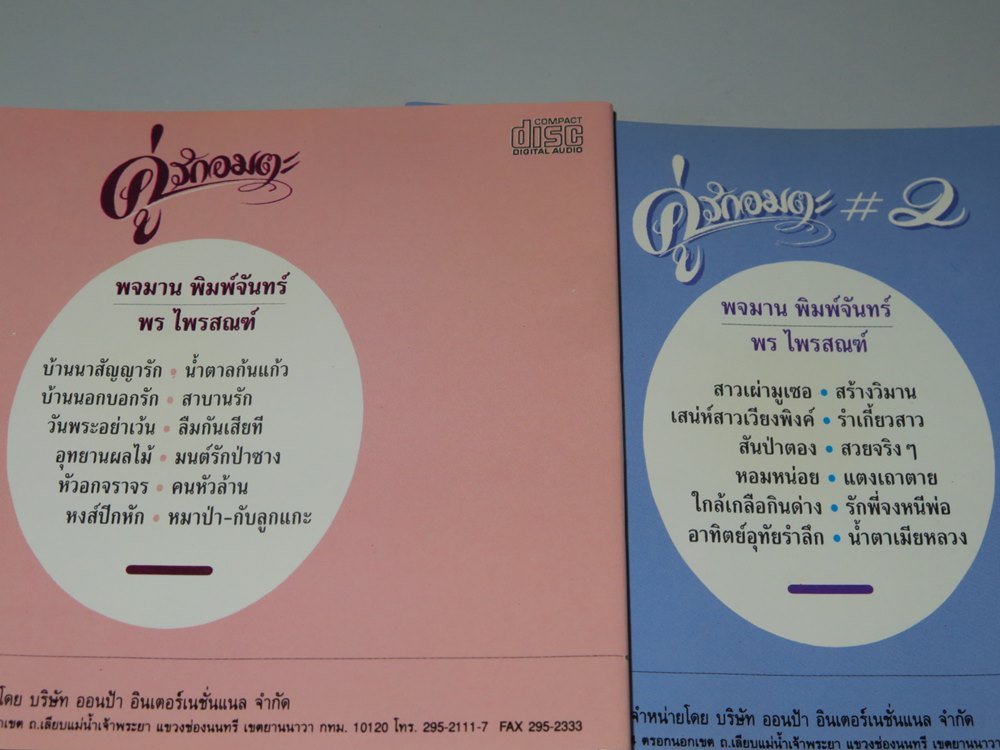 คู่รักอมตะ
COMPACT
disc
DIGITAL AUDIO
พจมาน พิมพ์จันทร์
พร ไพรสณฑ์
บ้านนาสัญญารัก • น้ำตาลก้นแก้ว
บ้านนอกบอกรัก • สาบานรัก
วันพระอย่าเว้น • ลืมกันเสียที
อุทยานผลไม้ • มนต์รักป่าซาง
หัวอกจราจร • คนหัวล้าน
หงส์ปีกหัก • หมาป่า-กับลูกแกะ
โดย บริษัท ออนป้า อินเตอร์เนชั่นแนล จำกัด
กเขต ถ.เลียบแม่น้ำเจ้าพระยา แขวงช่องนนทรี เขตยานนาวา กทม. 10120 โทร. 295-2111-7 FAX 295-2333
คู่รักอมตะ # 2
พจมาน พิมพ์จันทร์
พร ไพรสณฑ์
สาวเผ่ามูเซอ • สร้างวิมาน
เสน่ห์สาวเวียงพิงค์ • รำเกี้ยวสาว
สันป่าตอง • สวยจริงๆ
หอมหน่อย • แตงเถาตาย
ใกล้เกลือกินด่าง • รักพี่จงหนีพ่อ
อาทิตย์อุทัยรำลึก • น้ำตาเมียหลวง
จำหน่ายโดย บริษัท ออนป้า อินเตอร์เนชั่นแนล จำกัด
4 ตรอกนอกเขต ถ.เลียบแม่น้ำเจ้าพระยา แขวงช่องนนทรี เขตยานนาวา